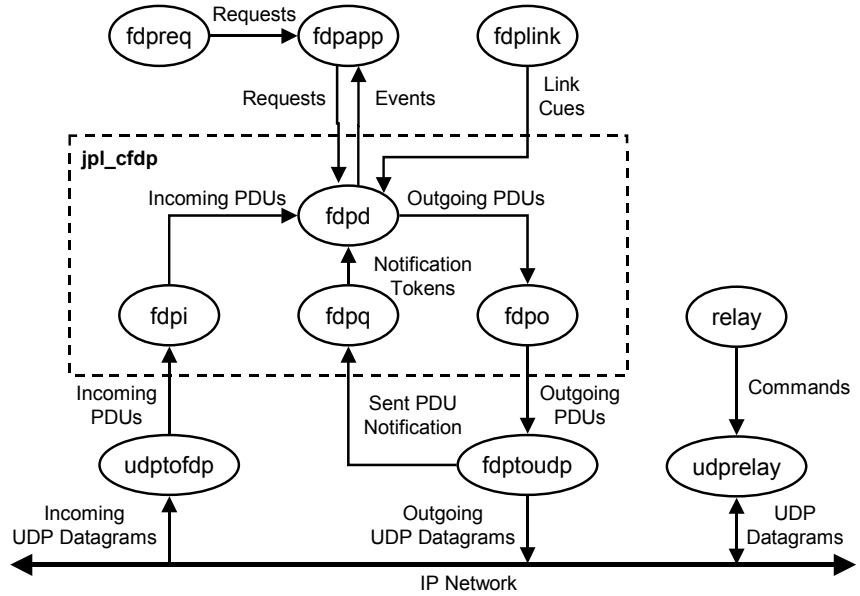 Requests
fdpreq
fdpapp
fdplink
Requests
Events
Link
Cues
jpl_cfdp
Incoming PDUs
fdpd
Outgoing PDUs
Notification
Tokens
fdpi
fdpq
fdpo
relay
Incoming
PDUs
Sent PDU
Notification
Outgoing
PDUs
Commands
udptofdp
fdptoudp
udprelay
Incoming
UDP Datagrams
Outgoing
UDP Datagrams
UDP
Datagrams
IP Network